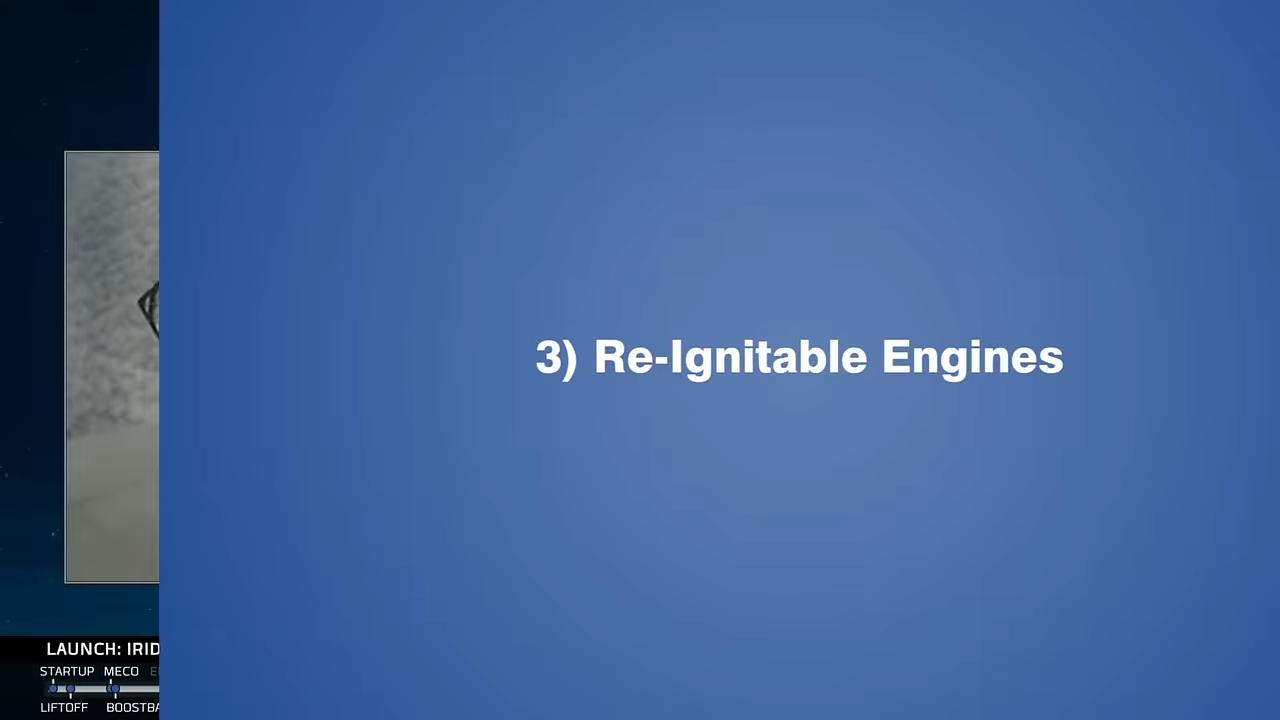 3) Re-Ignitable Engines
LAUNCH: IRID
STARTUP MECO
LIFTOFF BOOSTBA